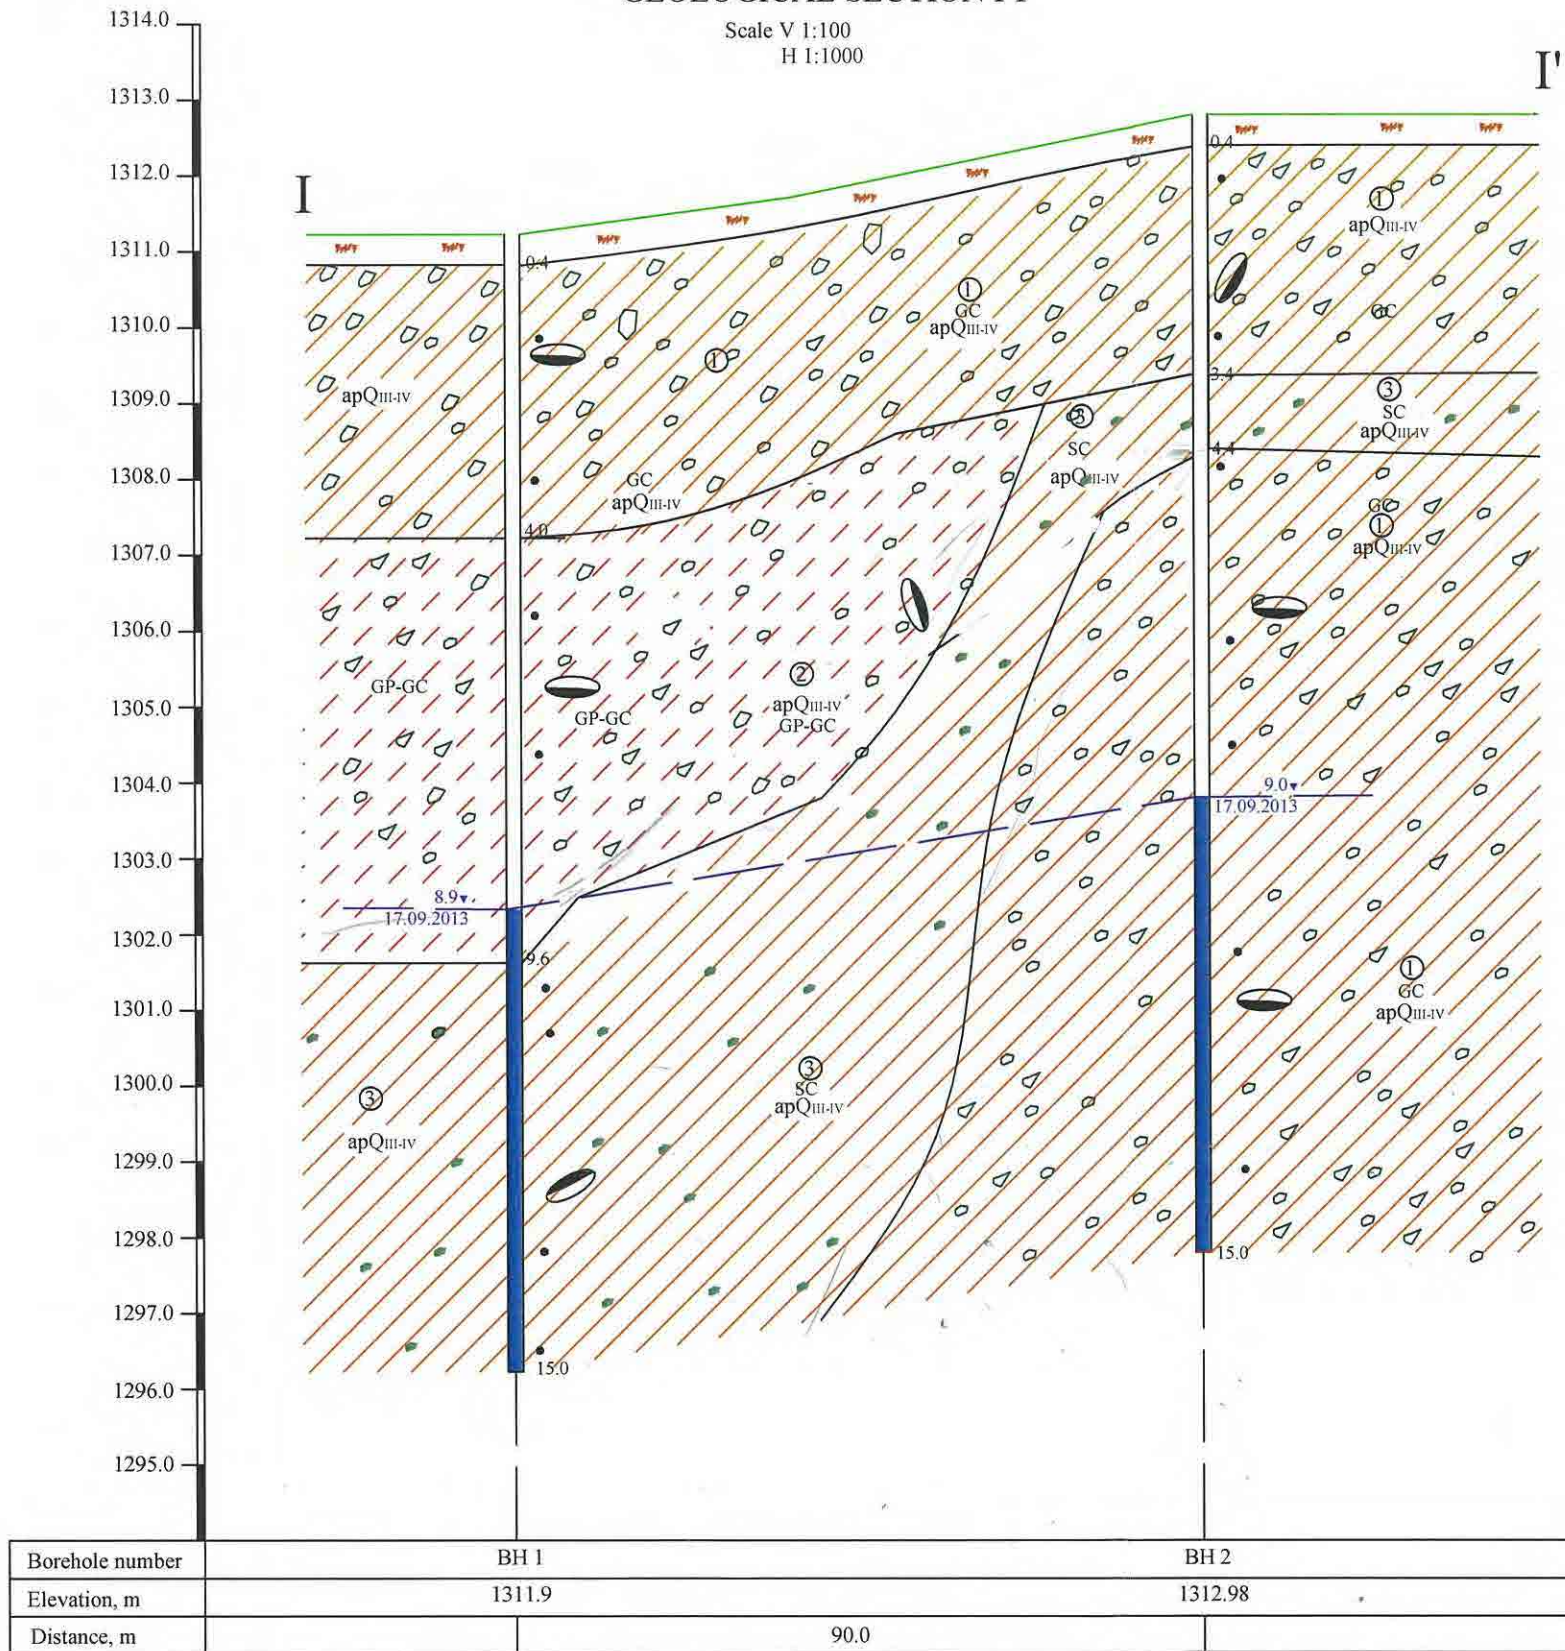 Scale V 1:100
H 1:1000
I
I'
1314.0
1313.0
1312.0
1311.0
1310.0
1309.0
1308.0
1307.0
1306.0
1305.0
1304.0
1303.0
1302.0
1301.0
1300.0
1299.0
1298.0
1297.0
1296.0
1295.0
apQIII-IV
GP-GC
8.9
17.09.2013
3
apQIII-IV
0.4
4.0
9.6
15.0
1
GC
apQIII-IV
GP-GC
1
GC
apQIII-IV
2
apQIII-IV
GP-GC
3
SC
apQIII-IV
3
SC
apQIII-IV
0.4
3.4
4.4
9.0
17.09.2013
15.0
1
apQIII-IV
GC
3
SC
apQIII-IV
GC
1
apQIII-IV
1
GC
apQIII-IV
Borehole number BH 1 BH 2
Elevation, m 1311.9 1312.98
Distance, m 90.0